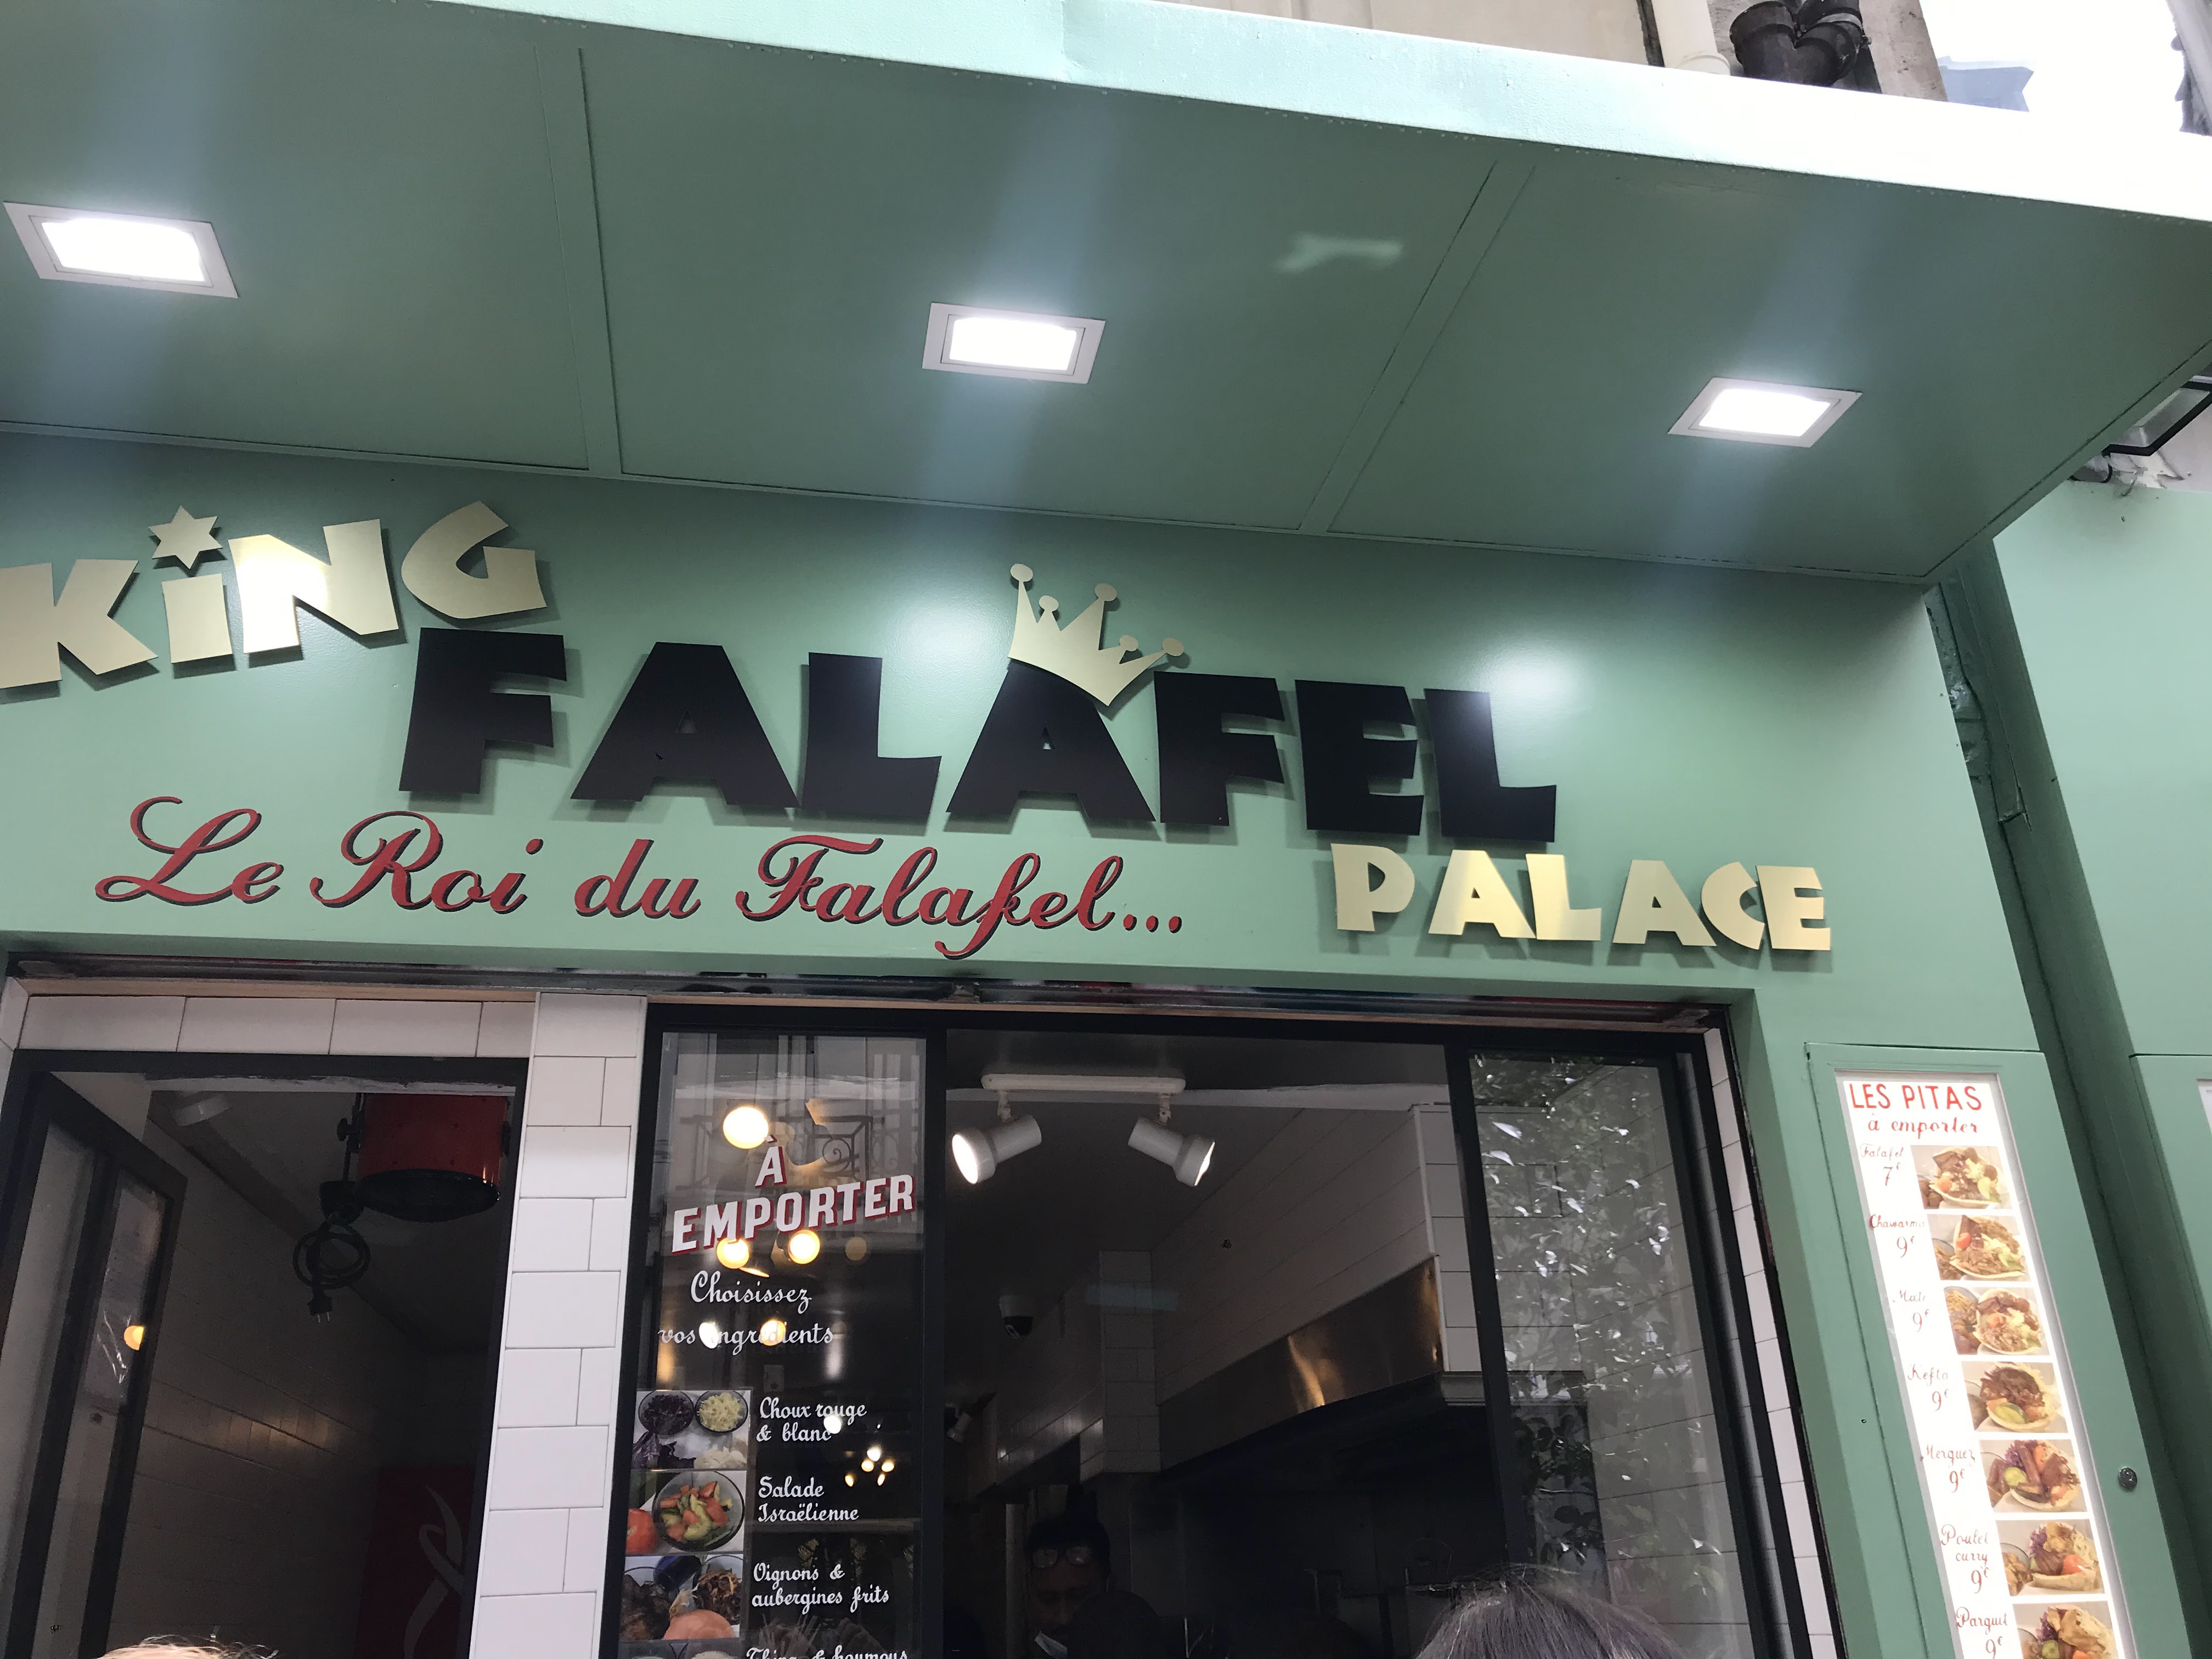 KiNG
FALAFEL
PALACE
Le Roi du Falafel...
À
EMPORTER
Choisissez
vos ingrédients
Choux rouge
& blanc
Salade
Israëlienne
Oignons &
aubergines frits
& houmous
LES PITAS
à emporter
Falafel
7€
Chawarma
9€
9€
Kefta
9€
Merguez
9€
Poulet
curry
9€
9€